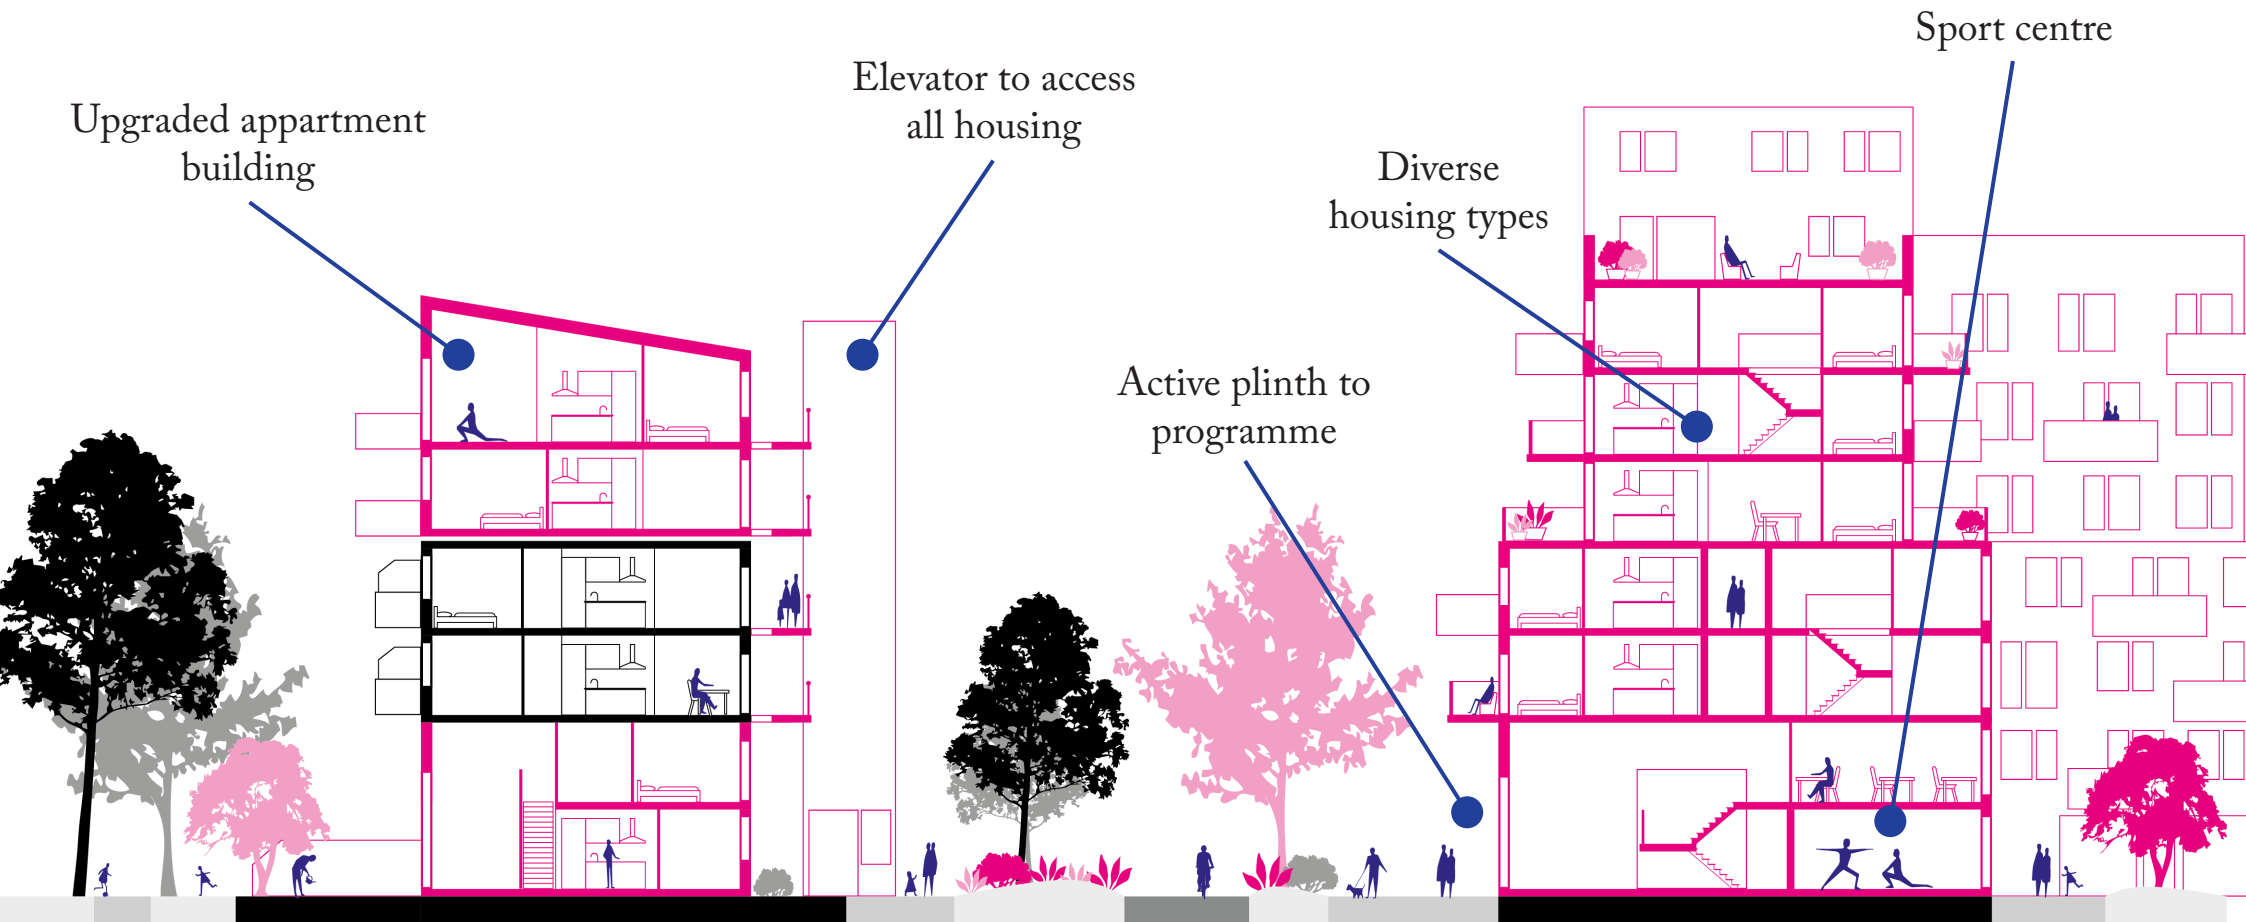 Upgraded appartment
building
Elevator to access
all housing
Active plinth to
programme
Diverse
housing types
Sport centre